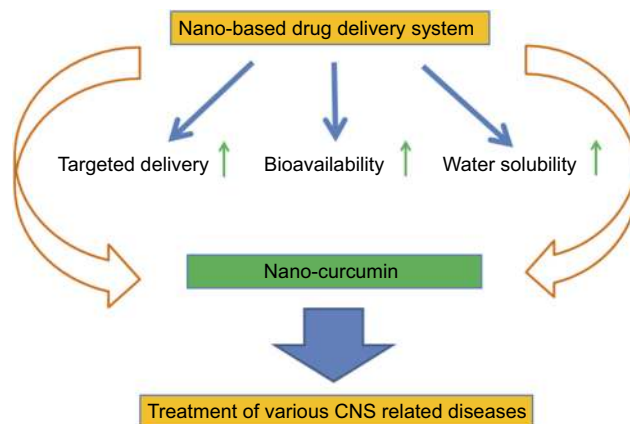 Nano-based drug delivery system
Targeted delivery
Bioavailability
Water solubility
Nano-curcumin
Treatment of various CNS related diseases